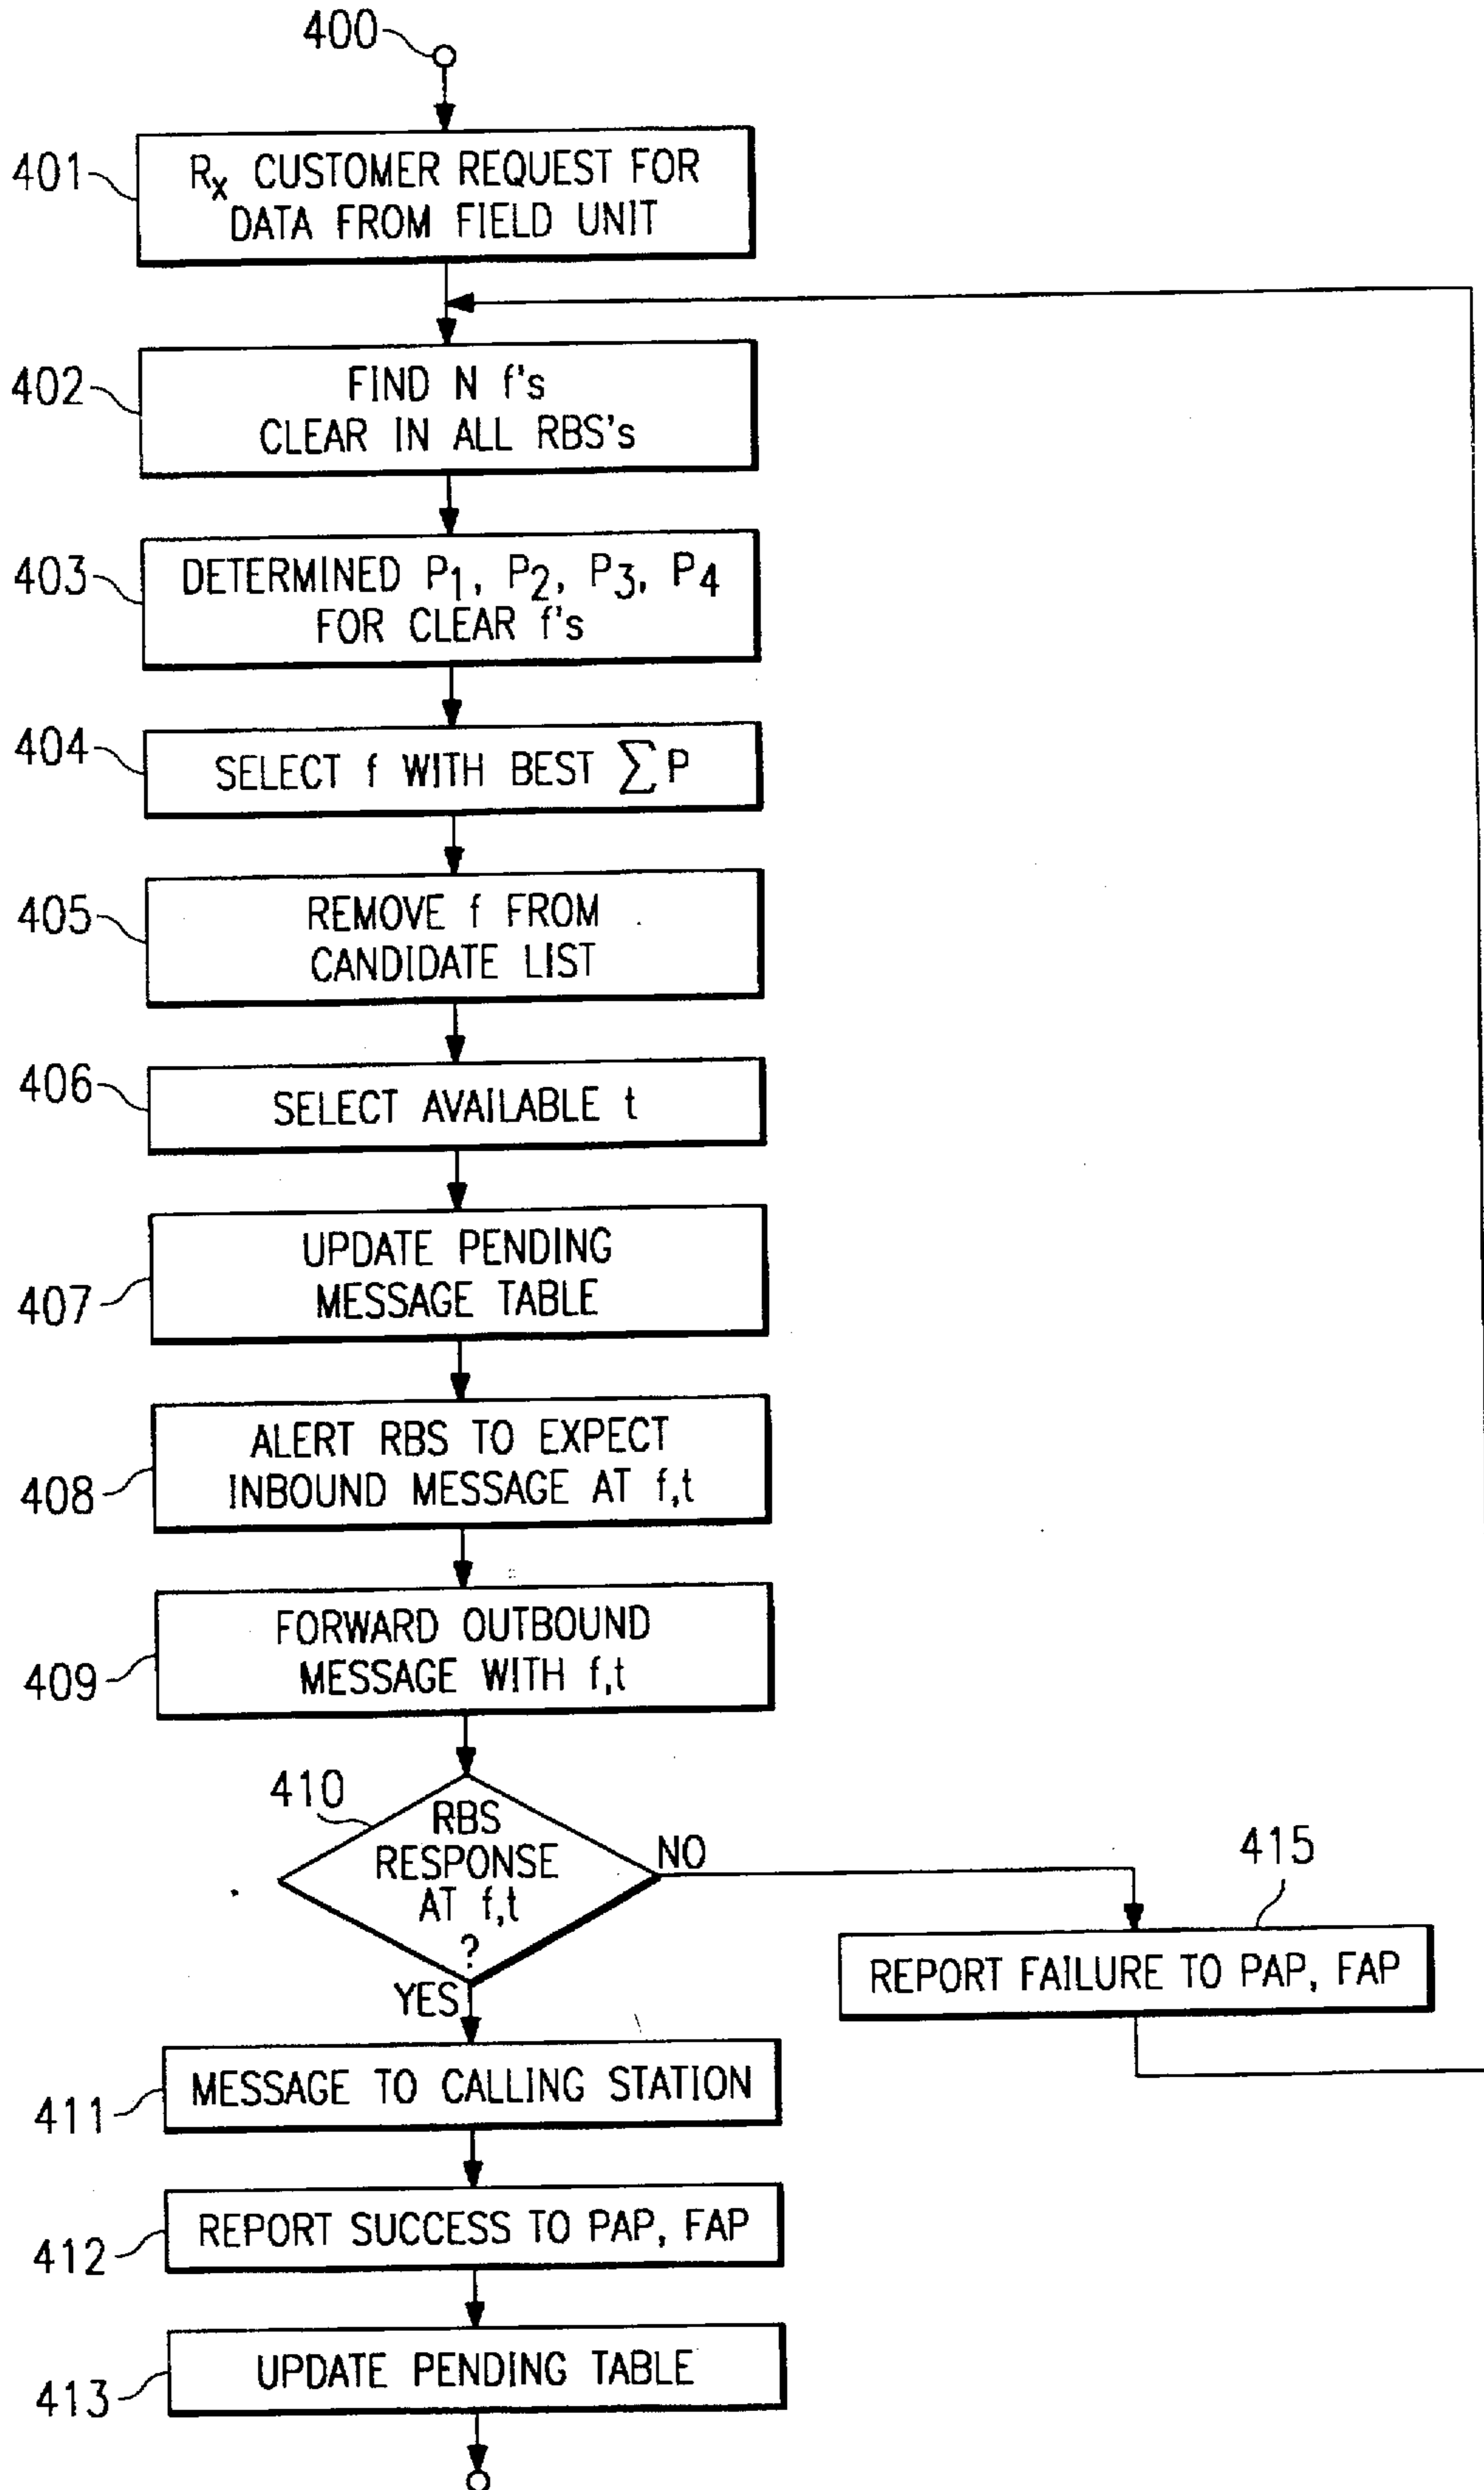 400
401
Rx CUSTOMER REQUEST FOR
DATA FROM FIELD UNIT
402
FIND N f's
CLEAR IN ALL RBS's
403
DETERMINED P1, P2, P3, P4
FOR CLEAR f's
404
SELECT f WITH BEST ∑P
405
REMOVE f FROM
CANDIDATE LIST
406
SELECT AVAILABLE t
407
UPDATE PENDING
MESSAGE TABLE
408
ALERT RBS TO EXPECT
INBOUND MESSAGE AT f,t
409
FORWARD OUTBOUND
MESSAGE WITH f,t
410
RBS
RESPONSE
AT f,t
?
NO
YES
415
REPORT FAILURE TO PAP, FAP
411
MESSAGE TO CALLING STATION
412
REPORT SUCCESS TO PAP, FAP
413
UPDATE PENDING TABLE